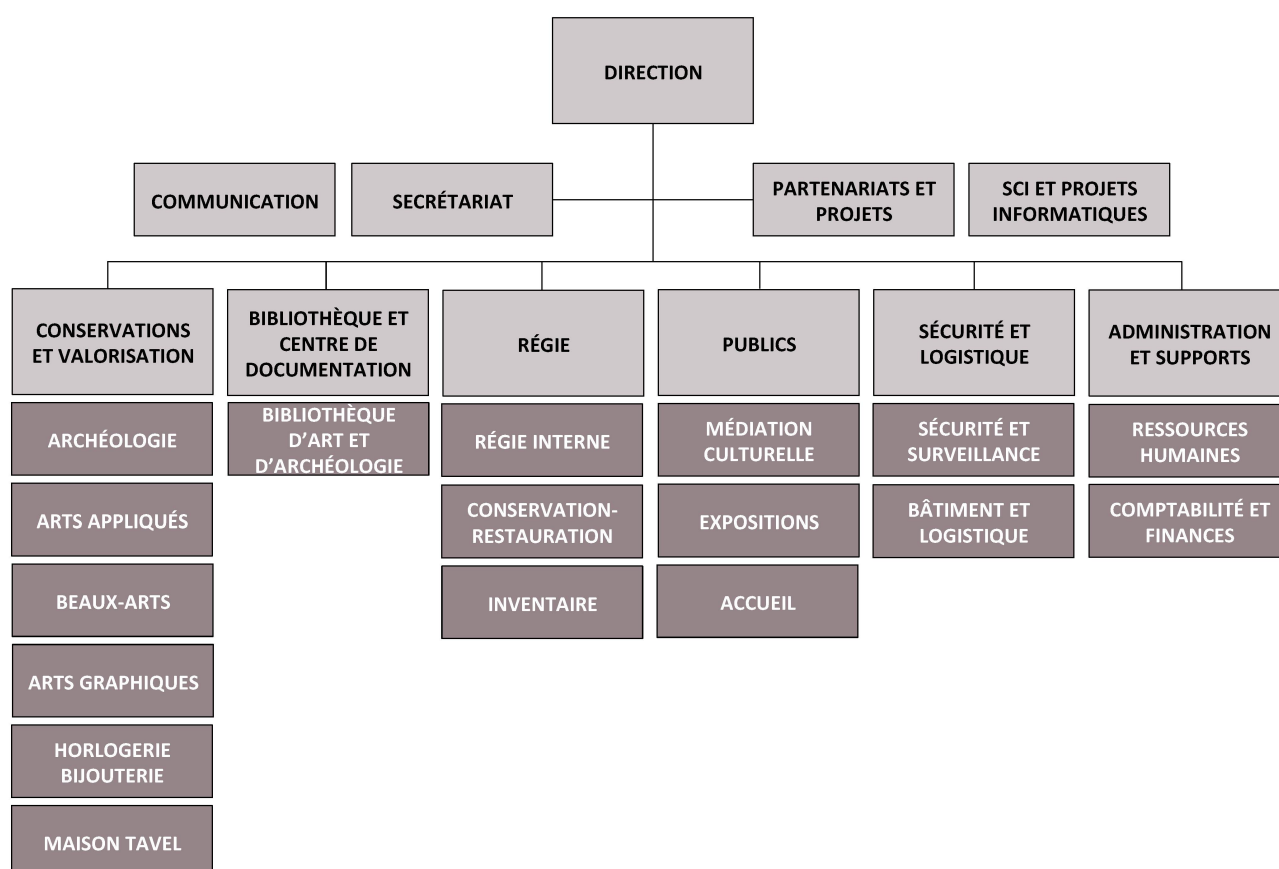 DIRECTION
COMMUNICATION
SECRÉTARIAT
PARTENARIATS ET
PROJETS
SCI ET PROJETS
INFORMATIQUES
CONSERVATIONS
ET VALORISATION
BIBLIOTHÈQUE ET
CENTRE DE
DOCUMENTATION
RÉGIE
PUBLICS
SÉCURITÉ ET
LOGISTIQUE
ADMINISTRATION
ET SUPPORTS
ARCHÉOLOGIE
ARTS APPLIQUÉS
BEAUX-ARTS
ARTS GRAPHIQUES
HORLOGERIE
BIJOUTERIE
MAISON TAVEL
BIBLIOTHÈQUE
D’ART ET
D’ARCHÉOLOGIE
RÉGIE INTERNE
CONSERVATION-
RESTAURATION
INVENTAIRE
MÉDIATION
CULTURELLE
EXPOSITIONS
ACCUEIL
SÉCURITÉ ET
SURVEILLANCE
BÂTIMENT ET
LOGISTIQUE
RESSOURCES
HUMAINES
COMPTABILITÉ ET
FINANCES